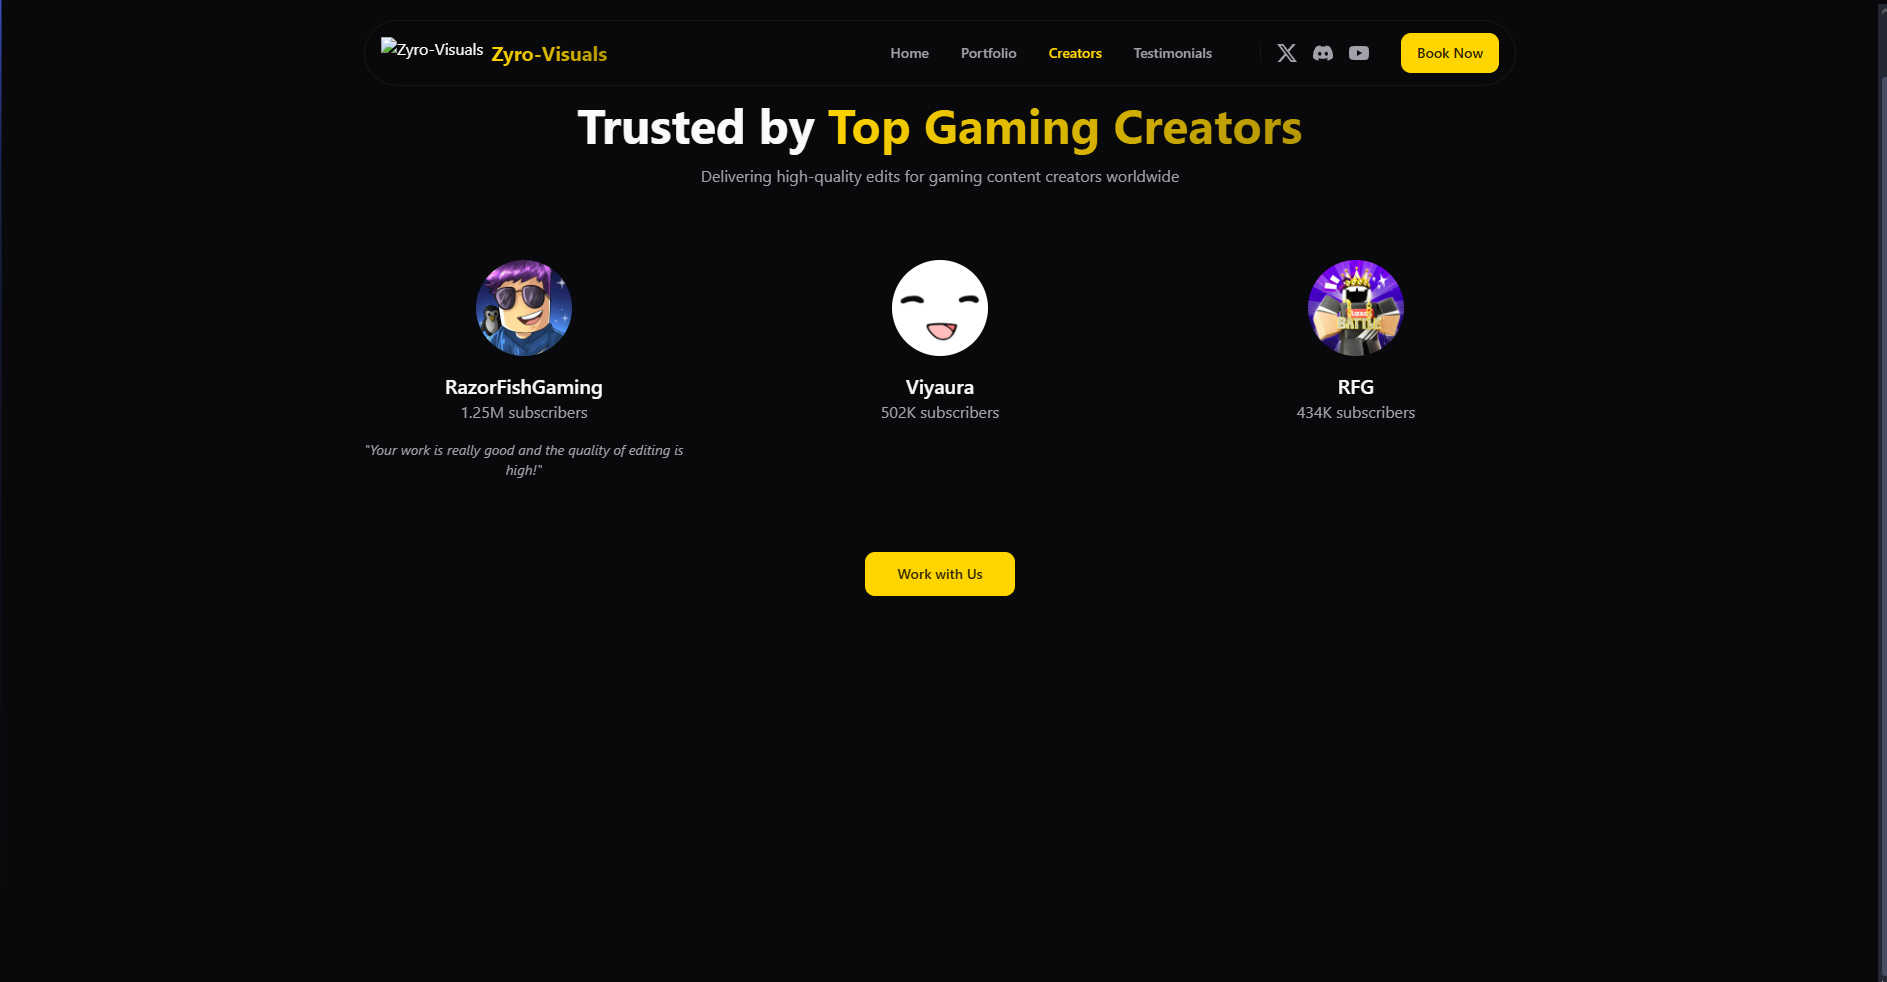 Zyro-Visuals Zyro-Visuals
Home Portfolio Creators Testimonials Book Now
Trusted by Top Gaming Creators
Delivering high-quality edits for gaming content creators worldwide
RazorFishGaming
1.25M subscribers
"Your work is really good and the quality of editing is
high!"
Viyaura
502K subscribers
RFG
434K subscribers
BATTLE
Work with Us